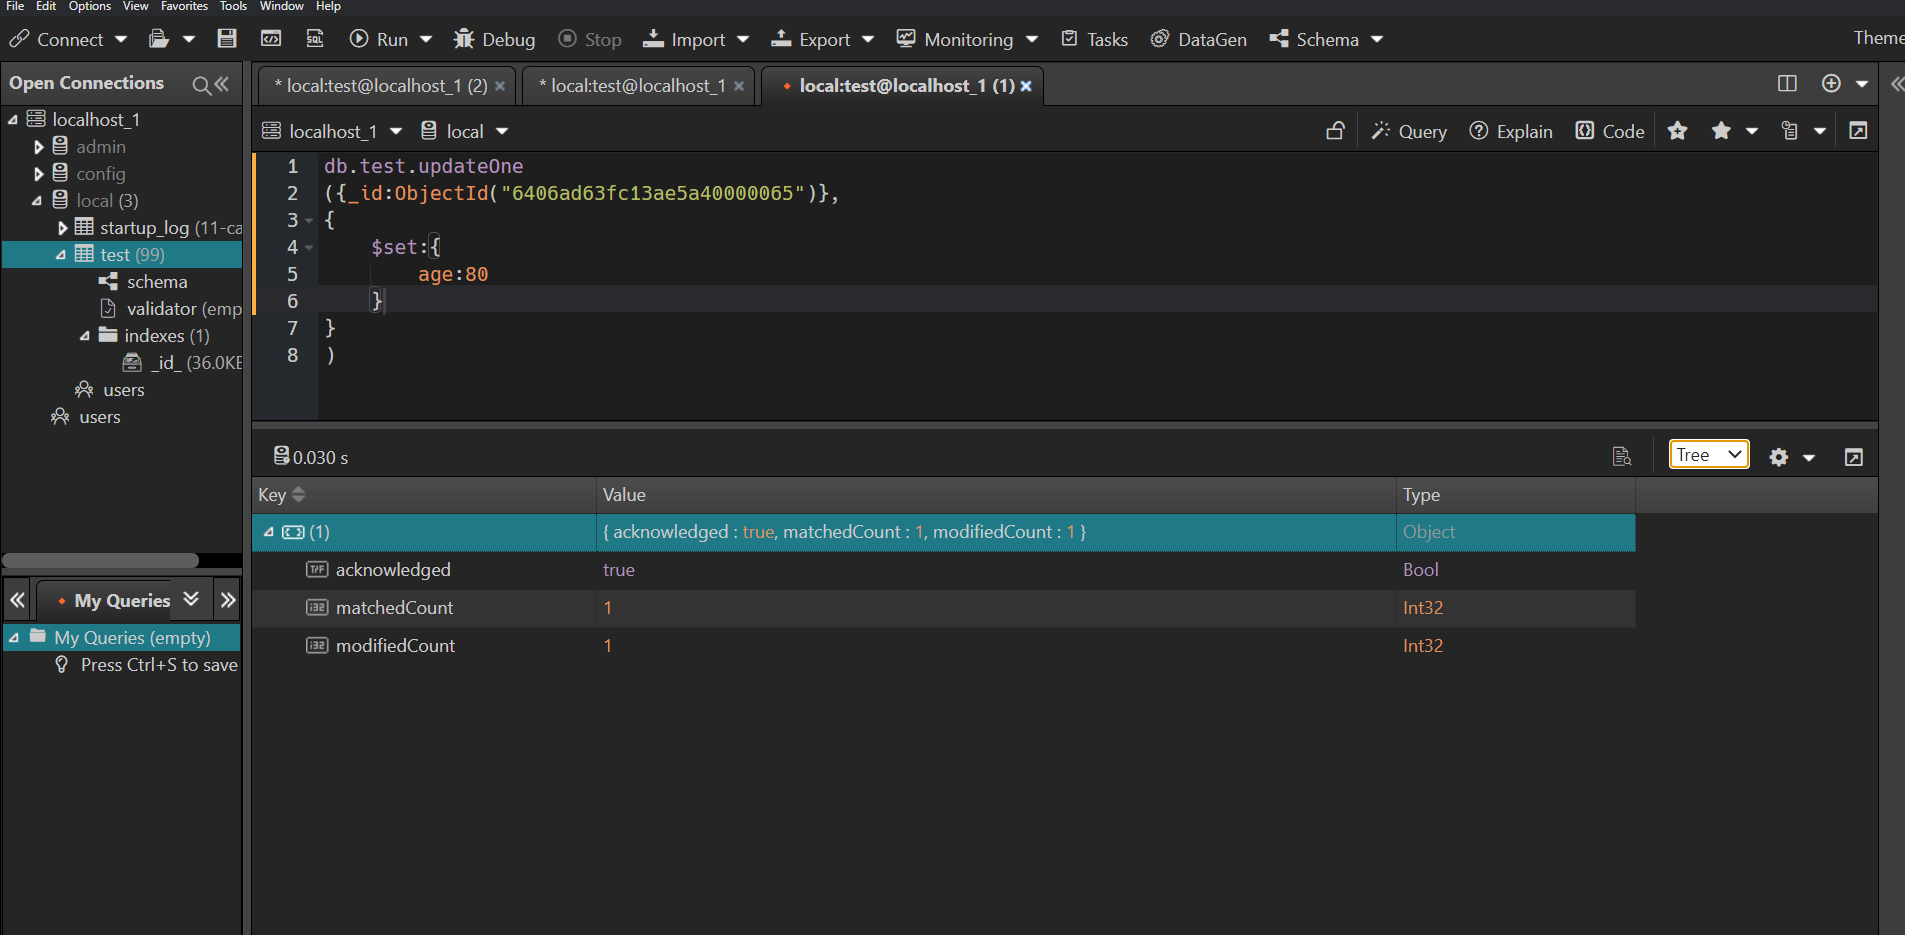 File Edit Options View Favorites Tools Window Help
Connect Run Debug Stop Import Export Monitoring Tasks DataGen Schema Theme
Open Connections
localhost_1
admin
config
local (3)
startup_log (11-ca
test (99)
schema
validator (emp
indexes (1)
_id_ (36.0KB
users
users
My Queries
My Queries (empty)
Press Ctrl+S to save
* local:test@localhost_1 (2) * local:test@localhost_1 local:test@localhost_1 (1)
localhost_1 local Query Explain Code
1 db.test.updateOne
2 ({_id:ObjectId("6406ad63fc13ae5a40000065")},
3 {
4 $set:{
5 age:80
6 }
7 }
8 )
0.030 s Tree
Key Value Type
(1) { acknowledged : true, matchedCount : 1, modifiedCount : 1 } Object
acknowledged true Bool
matchedCount 1 Int32
modifiedCount 1 Int32